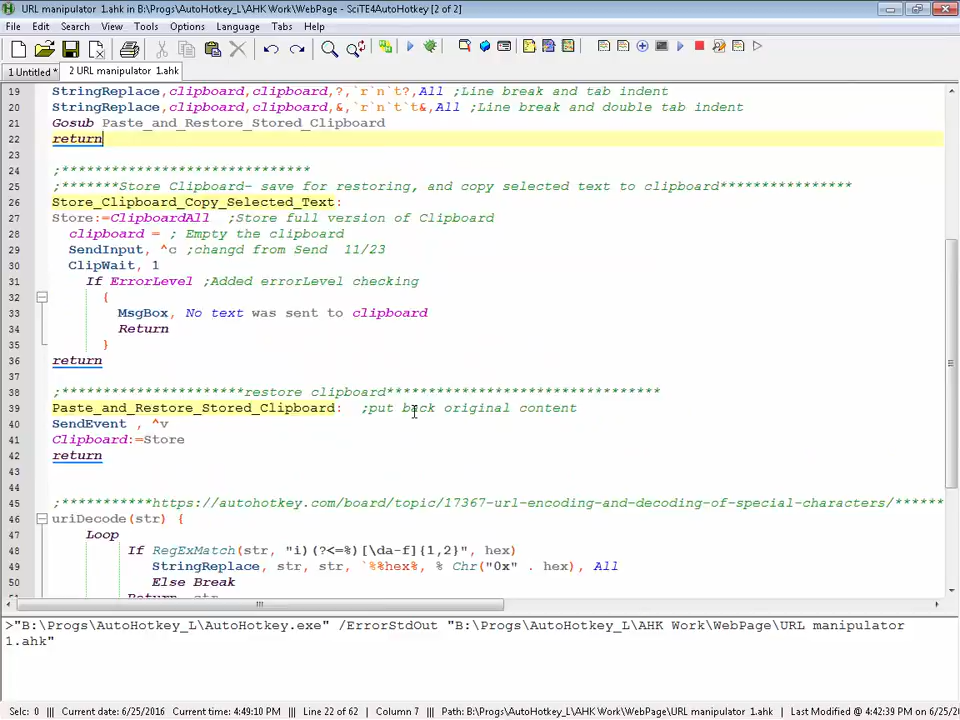 URL manipulator 1.ahk in B:\Progs\AutoHotkey_L\AHK Work\WebPage\ - SciTE4AutoHotkey [2 of 2]
File Edit Search View Tools Options Language Tabs Help
1 Untitled * 2 URL manipulator 1.ahk
19 StringReplace,clipboard,clipboard,?,`r`n`t?,All ;Line break and tab indent
20 StringReplace,clipboard,clipboard,&,`r`n`t`t&,All ;Line break and double tab indent
21 Gosub Paste_and_Restore_Stored_Clipboard
22 return
23
24 ;******************************
25 ;*******Store Clipboard- save for restoring, and copy selected text to clipboard****************
26 Store_Clipboard_Copy_Selected_Text:
27 Store:=ClipboardAll ;Store full version of Clipboard
28 clipboard = ; Empty the clipboard
29 SendInput, ^c ;changd from Send 11/23
30 ClipWait, 1
31 If ErrorLevel ;Added errorLevel checking
32 {
33 MsgBox, No text was sent to clipboard
34 Return
35 }
36 return
37
38 ;**********************restore clipboard*********************************
39 Paste_and_Restore_Stored_Clipboard: ;put back original content
40 SendEvent , ^v
41 Clipboard:=Store
42 return
43
44
45 ;***********https://autohotkey.com/board/topic/17367-url-encoding-and-decoding-of-special-characters/******
46 uriDecode(str) {
47 Loop
48 If RegExMatch(str, "i)(?<=%)[\da-f]{1,2}", hex)
49 StringReplace, str, str, `%%hex%, % Chr("0x" . hex), All
50 Else Break
51 Return, str
>"B:\Progs\AutoHotkey_L\AutoHotkey.exe" /ErrorStdOut "B:\Progs\AutoHotkey_L\AHK Work\WebPage\URL manipulator
1.ahk"
Selc: 0 ||| Current date: 6/25/2016 Current time: 4:49:10 PM ||| Line 22 of 62 ||| Column 7 ||| Path: B:\Progs\AutoHotkey_L\AHK Work\WebPage\URL manipulator 1.ahk ||| Last Modified @ 4:42:39 PM on 6/25/2